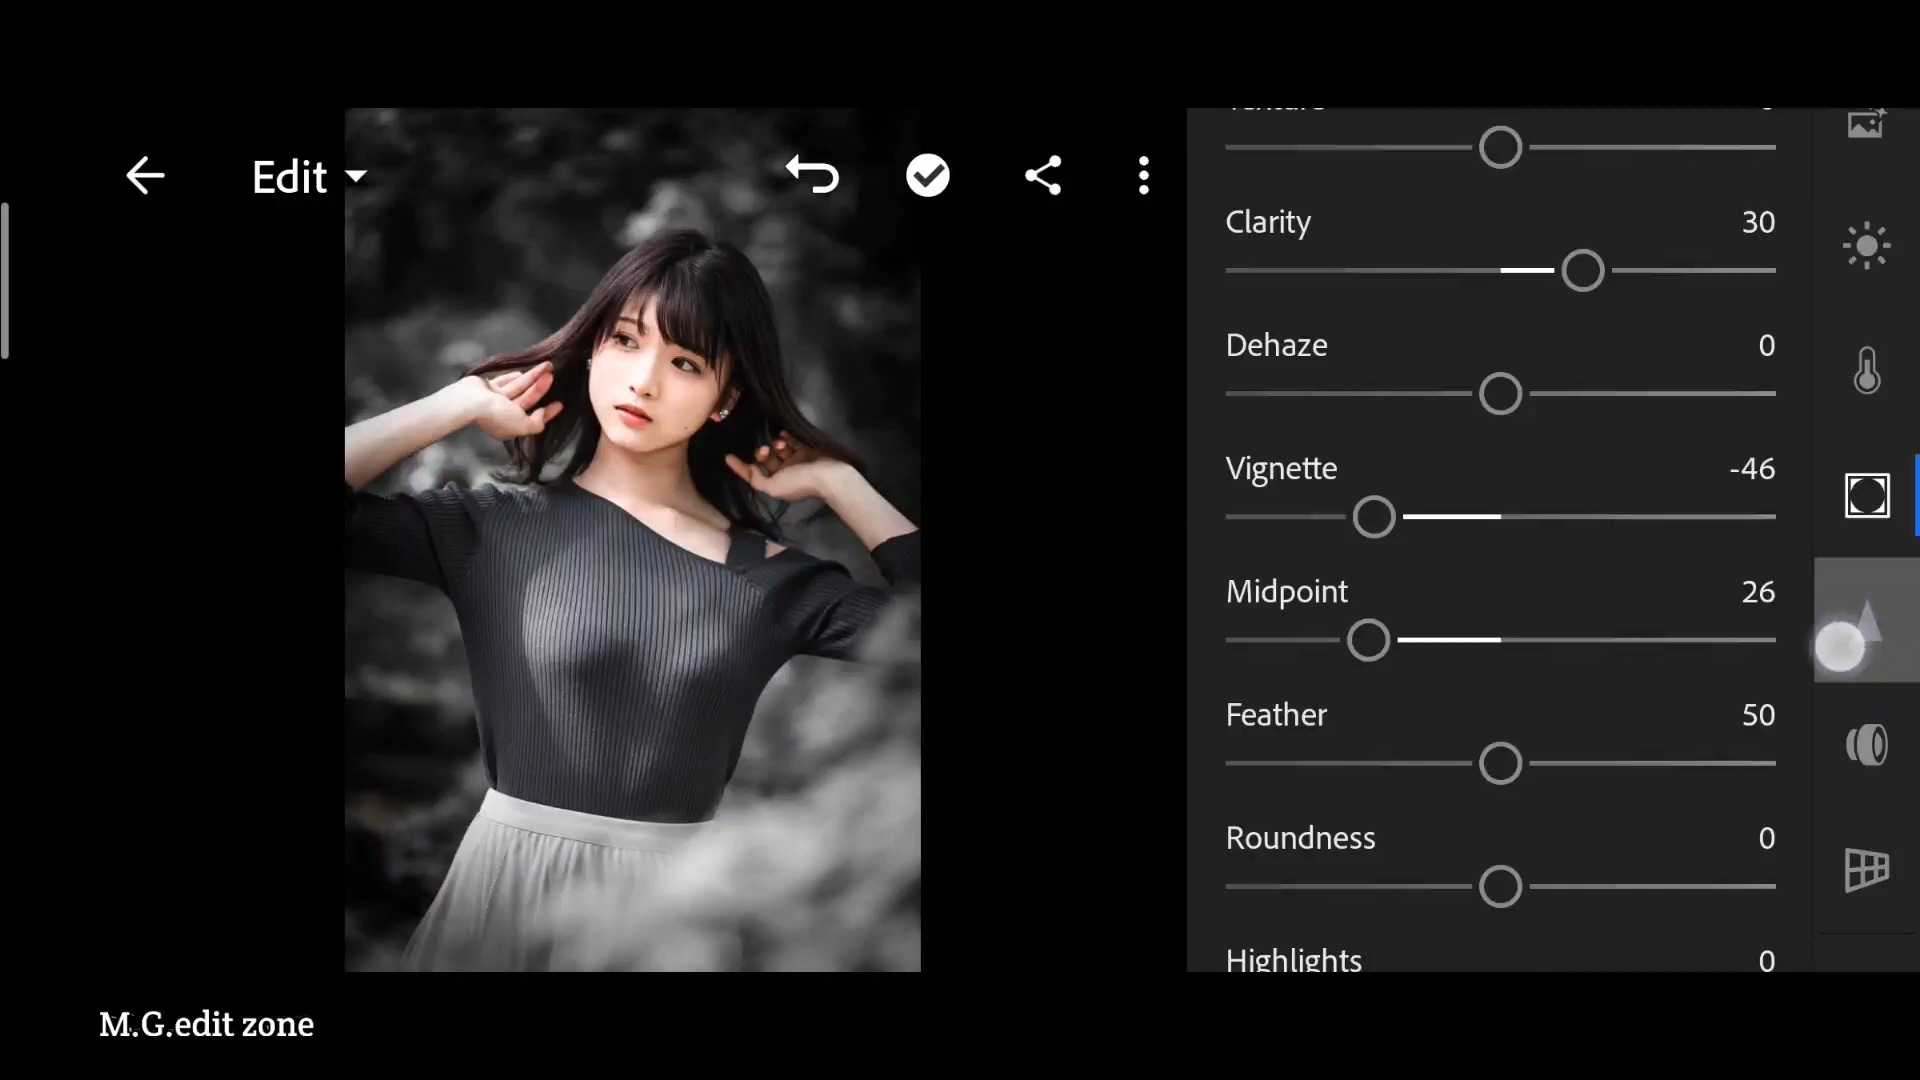 Edit
Clarity 30
Dehaze 0
Vignette -46
Midpoint 26
Feather 50
Roundness 0
Highlights 0
M.G.edit zone